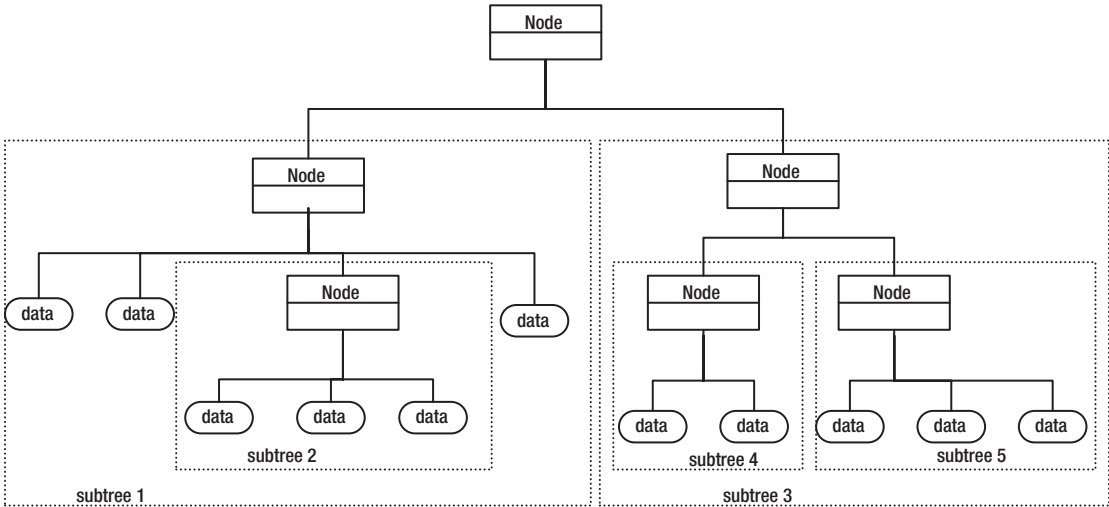 Node
Node
Node
Node
Node
Node
data
data
data
data
data
data
data
data
data
data
data
subtree 2
subtree 4
subtree 5
subtree 1
subtree 3